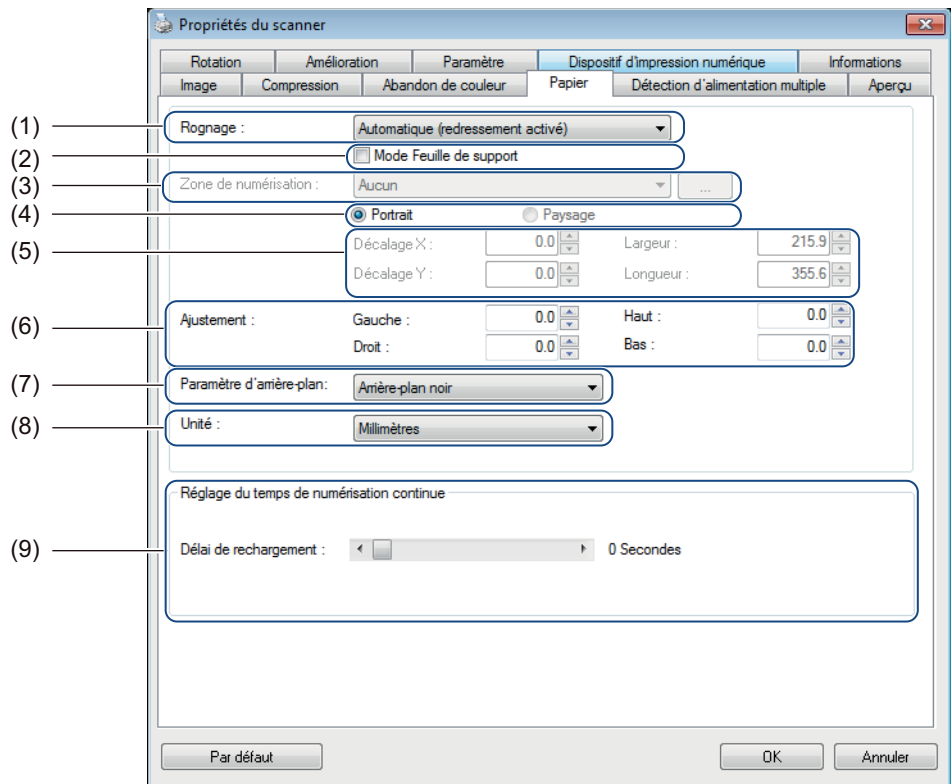 Propriétés du scanner
Rotation Amélioration Paramètre Dispositif d'impression numérique Informations
Image Compression Abandon de couleur Papier Détection d'alimentation multiple Aperçu
(1) Rognage : Automatique (redressement activé)
(2) Mode Feuille de support
(3) Zone de numérisation : Aucun ...
(4) Portrait Paysage
(5) Décalage X : 0.0 Largeur : 215.9
Décalage Y : 0.0 Longueur : 355.6
(6) Ajustement : Gauche : 0.0 Haut : 0.0
Droit : 0.0 Bas : 0.0
(7) Paramètre d'arrière-plan: Arrière-plan noir
(8) Unité : Millimètres
Réglage du temps de numérisation continue
(9) Délai de rechargement : 0 Secondes
Par défaut OK Annuler